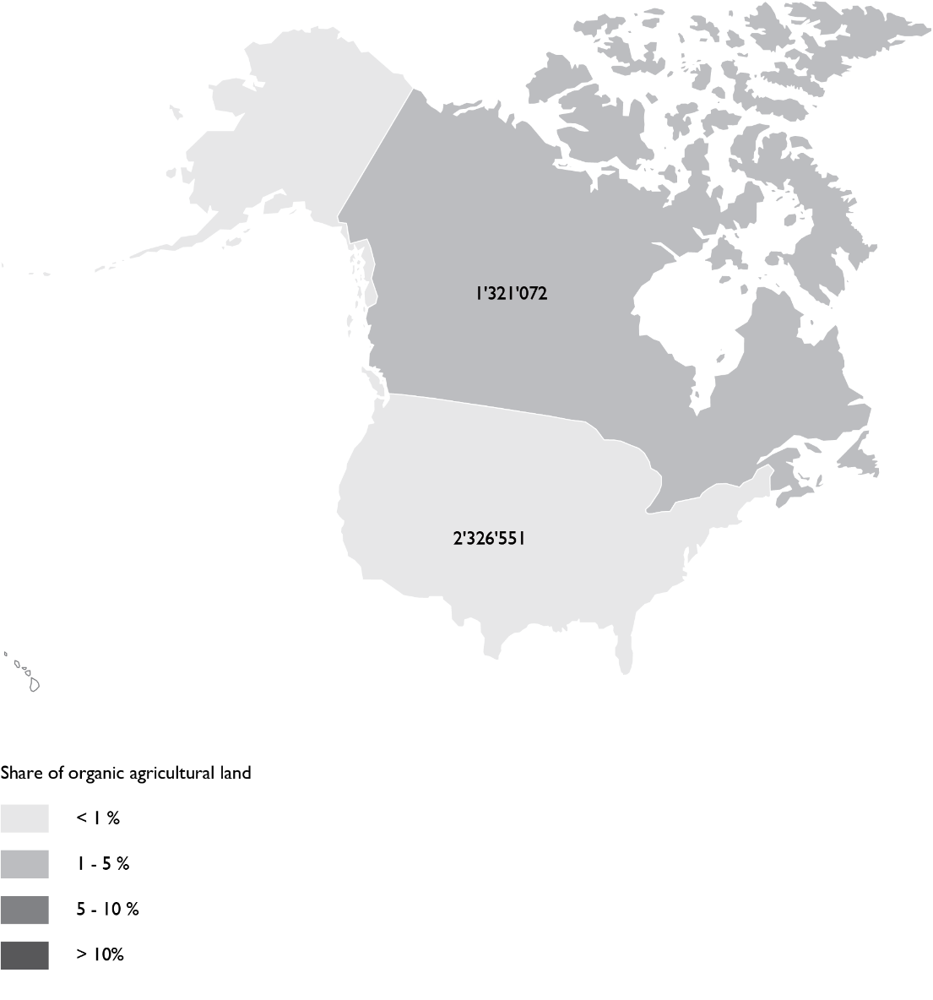 1'321'072
2'326'551
Share of organic agricultural land
< 1 %
1 - 5 %
5 - 10 %
> 10%